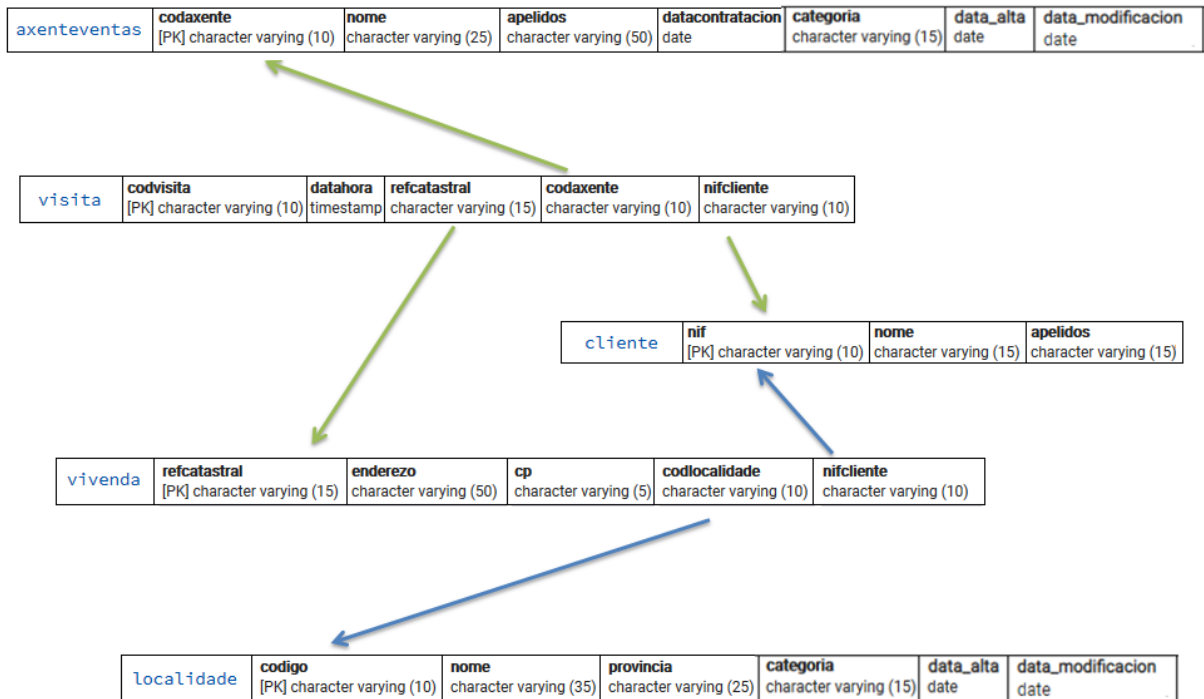 axenteventas
codaxente nome apelidos datacontratacion categoria data_alta data_modificacion
[PK] character varying (10) character varying (25) character varying (50) date character varying (15) date date
visita
codvisita datahora refcatastral codaxente nifcliente
[PK] character varying (10) timestamp character varying (15) character varying (10) character varying (10)
cliente
nif nome apelidos
[PK] character varying (10) character varying (15) character varying (15)
vivenda
refcatastral enderezo cp codlocalidade nifcliente
[PK] character varying (15) character varying (50) character varying (5) character varying (10) character varying (10)
localidade
codigo nome provincia categoria data_alta data_modificacion
[PK] character varying (10) character varying (35) character varying (25) character varying (15) date date